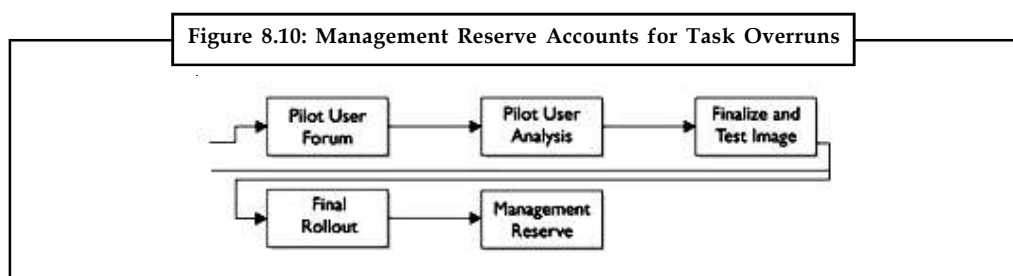 Figure 8.10: Management Reserve Accounts for Task Overruns
Pilot User
Forum
Pilot User
Analysis
Finalize and
Test Image
Final
Rollout
Management
Reserve